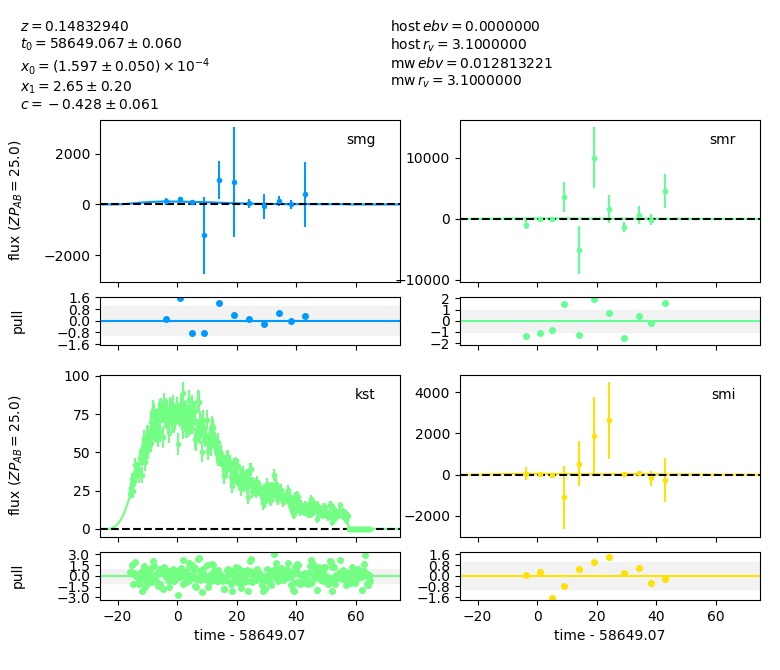 z = 0.14832940
t₀ = 58649.067 ± 0.060
x₀ = (1.597 ± 0.050) × 10⁻⁴
x₁ = 2.65 ± 0.20
c = −0.428 ± 0.061
host ebv = 0.0000000
host r_v = 3.1000000
mw ebv = 0.012813221
mw r_v = 3.1000000
smg
flux (ZP_AB = 25.0)
2000
0
−2000
smr
10000
0
−10000
pull
1.6
0.8
0.0
−0.8
−1.6
2
1
0
−1
−2
kst
flux (ZP_AB = 25.0)
100
75
50
25
0
smi
4000
2000
0
−2000
pull
3.0
1.5
0.0
−1.5
−3.0
−20 0 20 40 60
time - 58649.07
1.6
0.8
0.0
−0.8
−1.6
−20 0 20 40 60
time - 58649.07